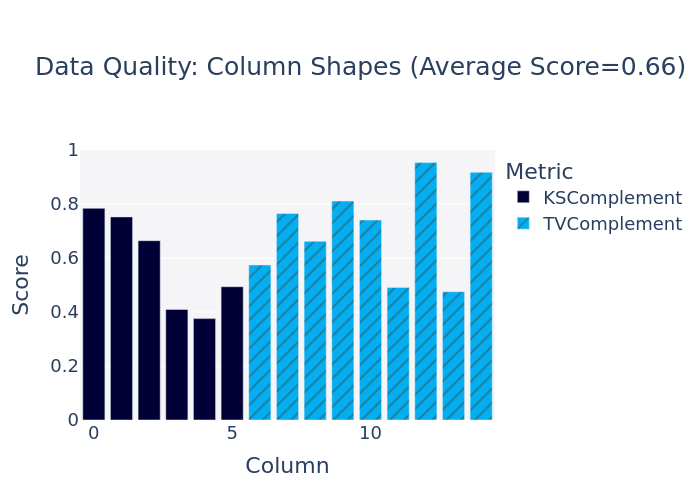 Data Quality: Column Shapes (Average Score=0.66)
Metric
KSComplement
TVComplement
Score
1
0.8
0.6
0.4
0.2
0
0 5 10
Column